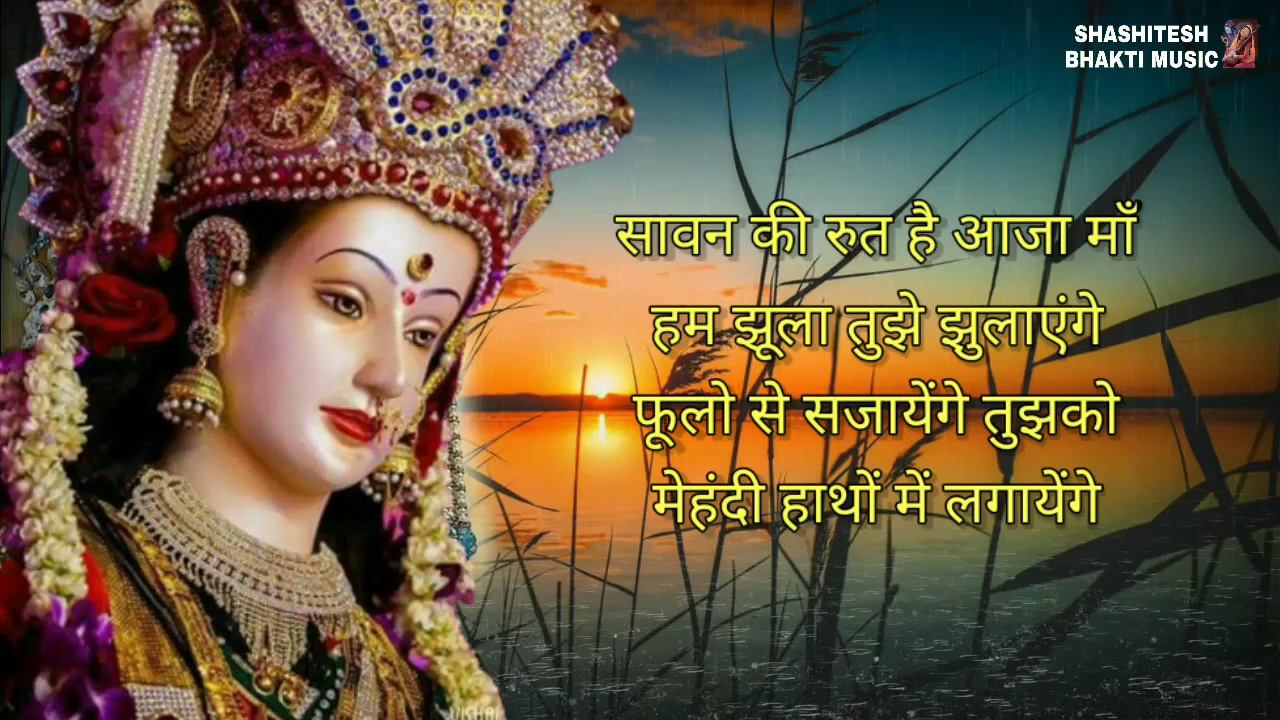 SHASHITESH
BHAKTI MUSIC
सावन की रुत है आजा माँ
हम झूला तुझे झुलाएंगे
फूलो से सजायेंगे तुझको
मेहंदी हाथों में लगायेंगे